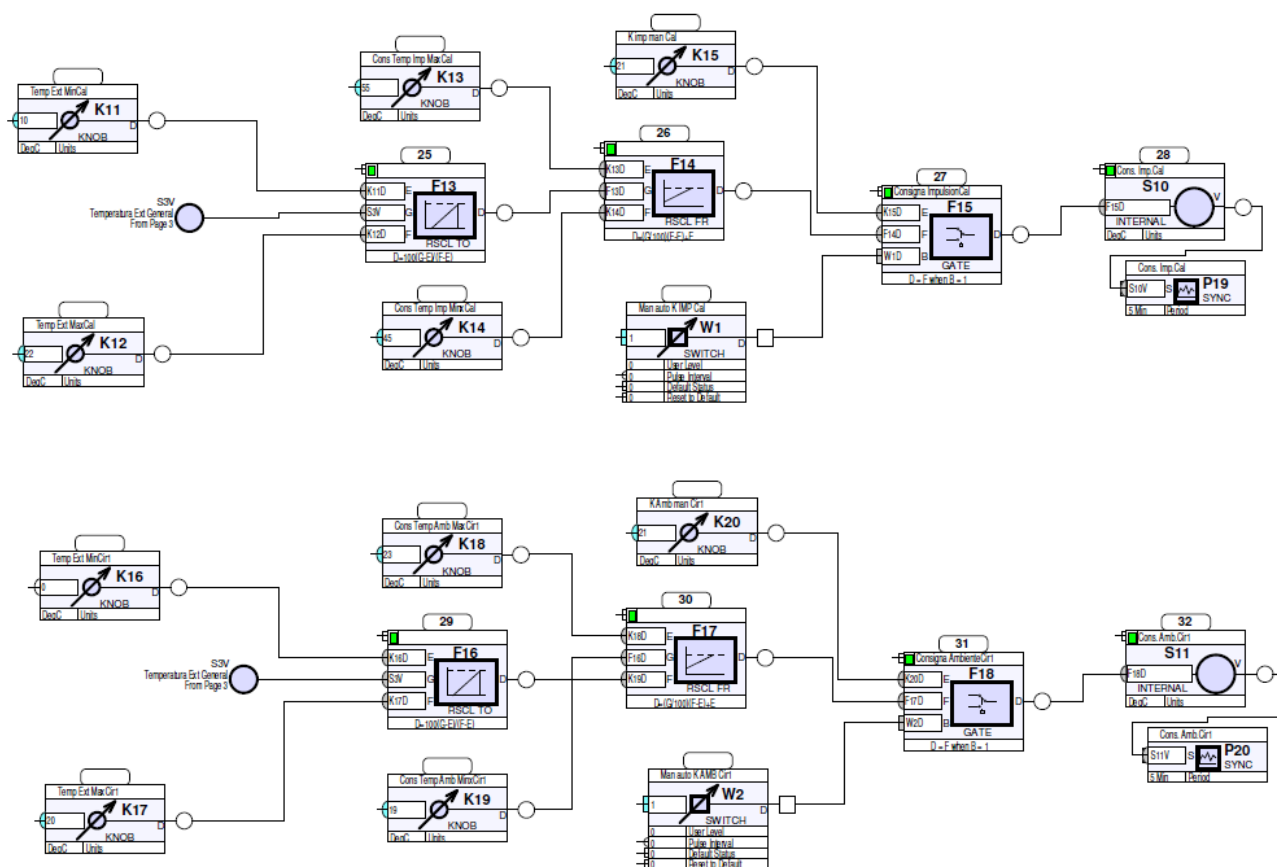 Temp Ext MinCal
K11
10
D
KNOB
DegC Units
Cons Temp Imp MaxCal
K13
55
D
KNOB
DegC Units
K imp man Cal
K15
21
D
KNOB
DegC Units
S3V
Temperatura Ext General
From Page 3
25
F13
K11D E
S3V G D
K12D F
RSCL TO
D=100(G-E)/(F-E)
26
F14
K13D E
F13D G D
K14D F
RSCL FR
D=(G/100)(F-E)+E
27
Consigna ImpulsionCal
F15
K15D E
F14D F D
W1D B
GATE
D = F when B = 1
28
Cons. Imp.Cal
S10
F15D V
INTERNAL
DegC Units
Cons. Imp.Cal
P19
S10V S
SYNC
5 Min Period
Temp Ext MaxCal
K12
22
D
KNOB
DegC Units
Cons Temp Imp MinxCal
K14
45
D
KNOB
DegC Units
Man auto K IMP Cal
W1
1
D
SWITCH
0 User Level
0 Pulse Interval
0 Default Status
0 Reset to Default
Temp Ext MinCir1
K16
0
D
KNOB
DegC Units
Cons Temp Amb MaxCir1
K18
23
D
KNOB
DegC Units
K Amb man Cir1
K20
21
D
KNOB
DegC Units
S3V
Temperatura Ext General
From Page 3
29
F16
K16D E
S3V G D
K17D F
RSCL TO
D=100(G-E)/(F-E)
30
F17
K18D E
F16D G D
K19D F
RSCL FR
D=(G/100)(F-E)+E
31
Consigna AmbienteCir1
F18
K20D E
F17D F D
W2D B
GATE
D = F when B = 1
32
Cons. Amb.Cir1
S11
F18D V
INTERNAL
DegC Units
Cons. Amb.Cir1
P20
S11V S
SYNC
5 Min Period
Temp Ext MaxCir1
K17
20
D
KNOB
DegC Units
Cons Temp Amb MinxCir1
K19
19
D
KNOB
DegC Units
Man auto K AMB Cir1
W2
1
D
SWITCH
0 User Level
0 Pulse Interval
0 Default Status
0 Reset to Default